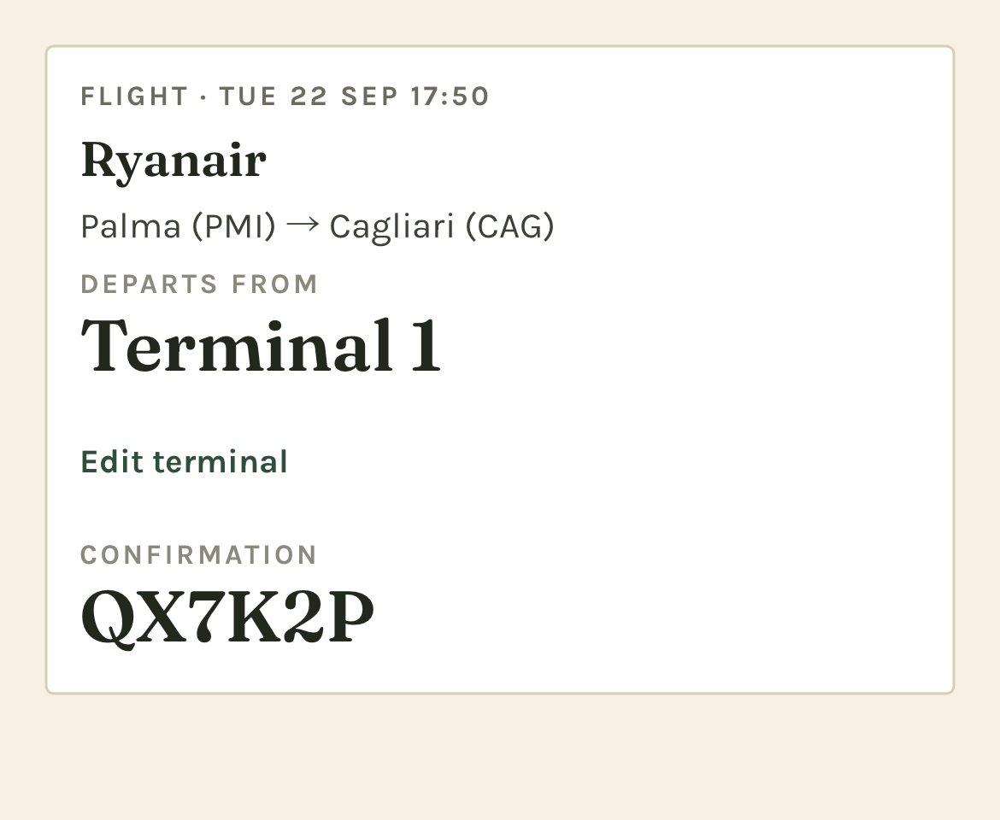 FLIGHT · TUE 22 SEP 17:50
Ryanair
Palma (PMI) → Cagliari (CAG)
DEPARTS FROM
Terminal 1
Edit terminal
CONFIRMATION
QX7K2P